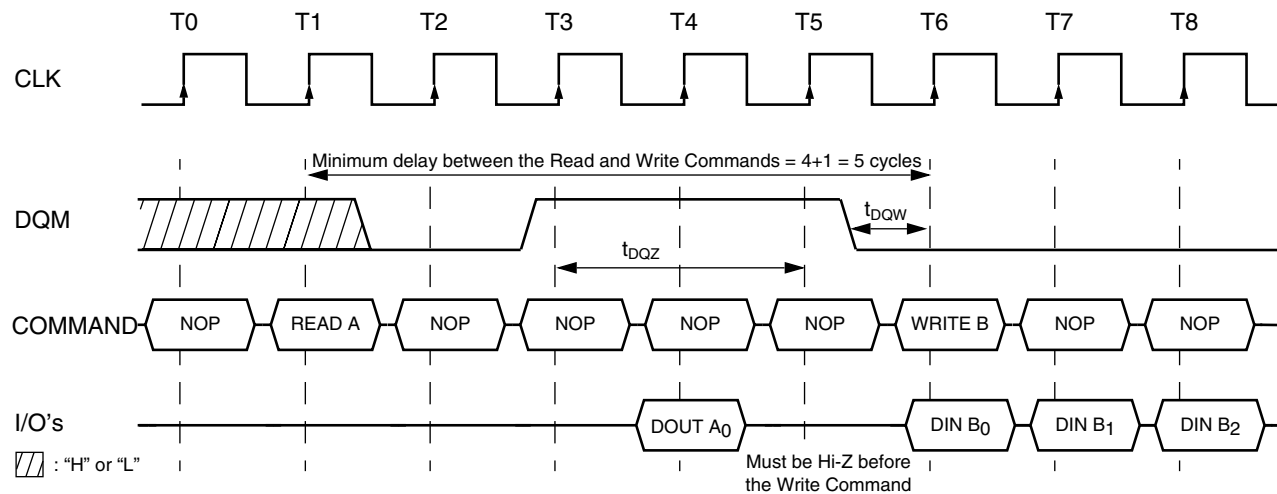 T0 T1 T2 T3 T4 T5 T6 T7 T8
CLK
Minimum delay between the Read and Write Commands = 4+1 = 5 cycles
DQM
tDQW
tDQZ
COMMAND NOP READ A NOP NOP NOP NOP WRITE B NOP NOP
I/O's DOUT A0 DIN B0 DIN B1 DIN B2
: “H” or “L”
Must be Hi-Z before
the Write Command